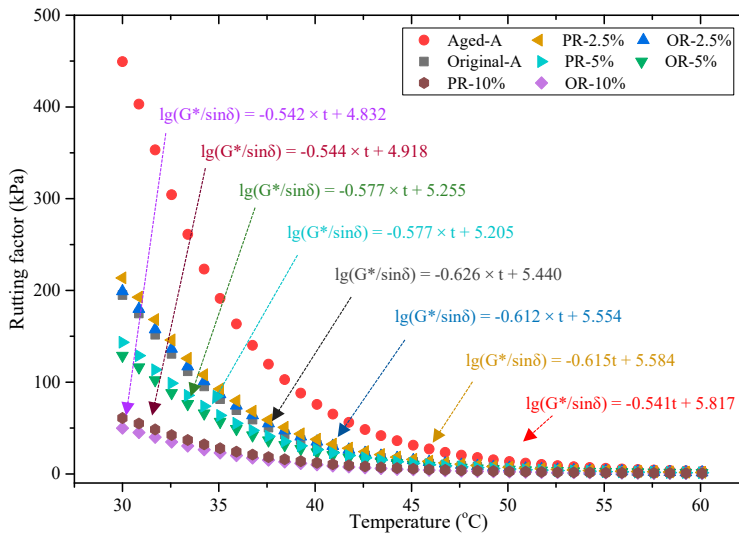 500
400
300
200
100
0
Rutting factor (kPa)
Aged-A PR-2.5% OR-2.5%
Original-A PR-5% OR-5%
PR-10% OR-10%
lg(G*/sinδ) = -0.542 × t + 4.832
lg(G*/sinδ) = -0.544 × t + 4.918
lg(G*/sinδ) = -0.577 × t + 5.255
lg(G*/sinδ) = -0.577 × t + 5.205
lg(G*/sinδ) = -0.626 × t + 5.440
lg(G*/sinδ) = -0.612 × t + 5.554
lg(G*/sinδ) = -0.615t + 5.584
lg(G*/sinδ) = -0.541t + 5.817
30 35 40 45 50 55 60
Temperature (°C)